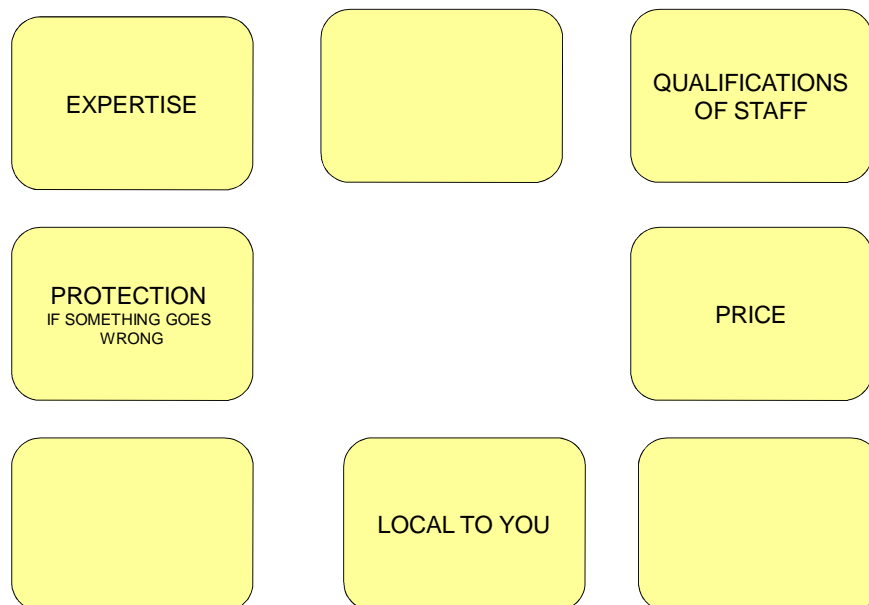 EXPERTISE
QUALIFICATIONS
OF STAFF
PROTECTION
IF SOMETHING GOES
WRONG
PRICE
LOCAL TO YOU